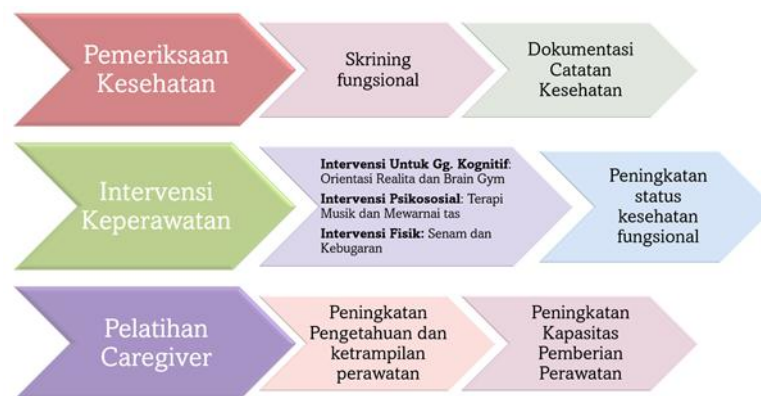 Pemeriksaan
Kesehatan
Skrining
fungsional
Dokumentasi
Catatan
Kesehatan
Intervensi
Keperawatan
Intervensi Untuk Gg. Kognitif:
Orientasi Realita dan Brain Gym
Intervensi Psikososial: Terapi
Musik dan Mewarnai tas
Intervensi Fisik: Senam dan
Kebugaran
Peningkatan
status
kesehatan
fungsional
Pelatihan
Caregiver
Peningkatan
Pengetahuan dan
ketrampilan
perawatan
Peningkatan
Kapasitas
Pemberian
Perawatan